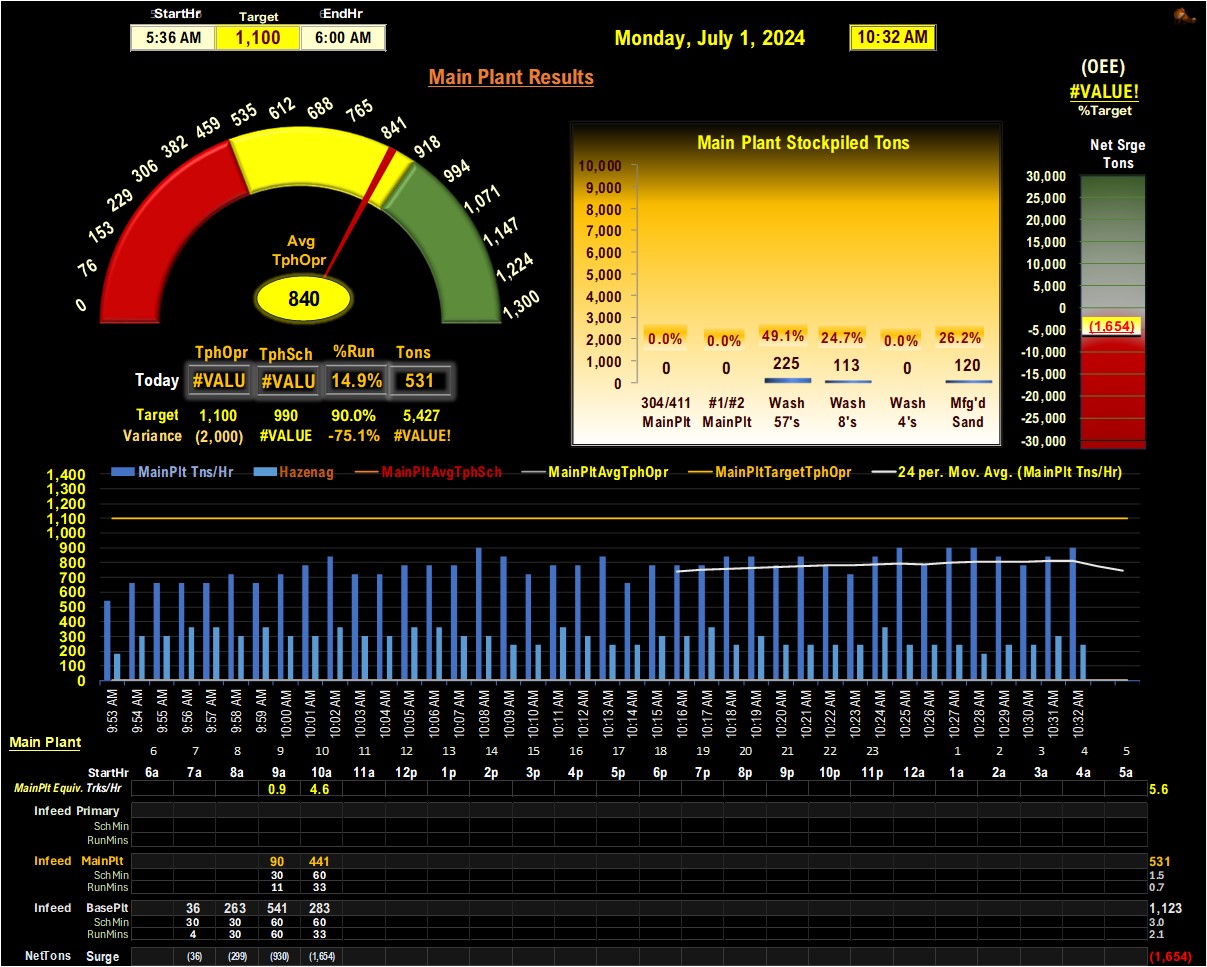 StartHr Target EndHr
5:36 AM 1,100 6:00 AM
Monday, July 1, 2024 10:32 AM
Main Plant Results
(OEE)
#VALUE!
%Target
Net Srge
Tons
0 76 153 229 306 382 459 535 612 688 765 841 918 994 1,071 1,147 1,224 1,300
Avg
TphOpr
840
TphOpr TphSch %Run Tons
Today #VALU #VALU 14.9% 531
Target 1,100 990 90.0% 5,427
Variance (2,000) #VALUE -75.1% #VALUE!
Main Plant Stockpiled Tons
10,000
9,000
8,000
7,000
6,000
5,000
4,000
3,000
2,000
1,000
0
0.0% 0.0% 49.1% 24.7% 0.0% 26.2%
0 0 225 113 0 120
304/411 #1/#2 Wash Wash Wash Mfg'd
MainPlt MainPlt 57's 8's 4's Sand
30,000
25,000
20,000
15,000
10,000
5,000
0
-5,000
-10,000
-15,000
-20,000
-25,000
-30,000
(1,654)
MainPlt Tns/Hr Hazenag MainPltAvgTphSch MainPltAvgTphOpr MainPltTargetTphOpr 24 per. Mov. Avg. (MainPlt Tns/Hr)
1,400
1,300
1,200
1,100
1,000
900
800
700
600
500
400
300
200
100
0
9:53 AM 9:54 AM 9:55 AM 9:56 AM 9:57 AM 9:58 AM 9:59 AM 10:00 AM 10:01 AM 10:02 AM 10:03 AM 10:04 AM 10:05 AM 10:06 AM 10:07 AM 10:08 AM 10:09 AM 10:10 AM 10:11 AM 10:12 AM 10:13 AM 10:14 AM 10:15 AM 10:16 AM 10:17 AM 10:18 AM 10:19 AM 10:20 AM 10:21 AM 10:22 AM 10:23 AM 10:24 AM 10:25 AM 10:26 AM 10:27 AM 10:28 AM 10:29 AM 10:30 AM 10:31 AM 10:32 AM
Main Plant
6 7 8 9 10 11 12 13 14 15 16 17 18 19 20 21 22 23 1 2 3 4 5
StartHr 6a 7a 8a 9a 10a 11a 12p 1p 2p 3p 4p 5p 6p 7p 8p 9p 10p 11p 12a 1a 2a 3a 4a 5a
MainPlt Equiv. Trks/Hr 0.9 4.6 5.6
Infeed Primary
SchMin
RunMins
Infeed MainPlt 90 441 531
SchMin 30 60 1.5
RunMins 11 33 0.7
Infeed BasePlt 36 263 541 283 1,123
SchMin 30 30 60 60 3.0
RunMins 4 30 60 33 2.1
NetTons Surge (36) (299) (930) (1,654) (1,654)